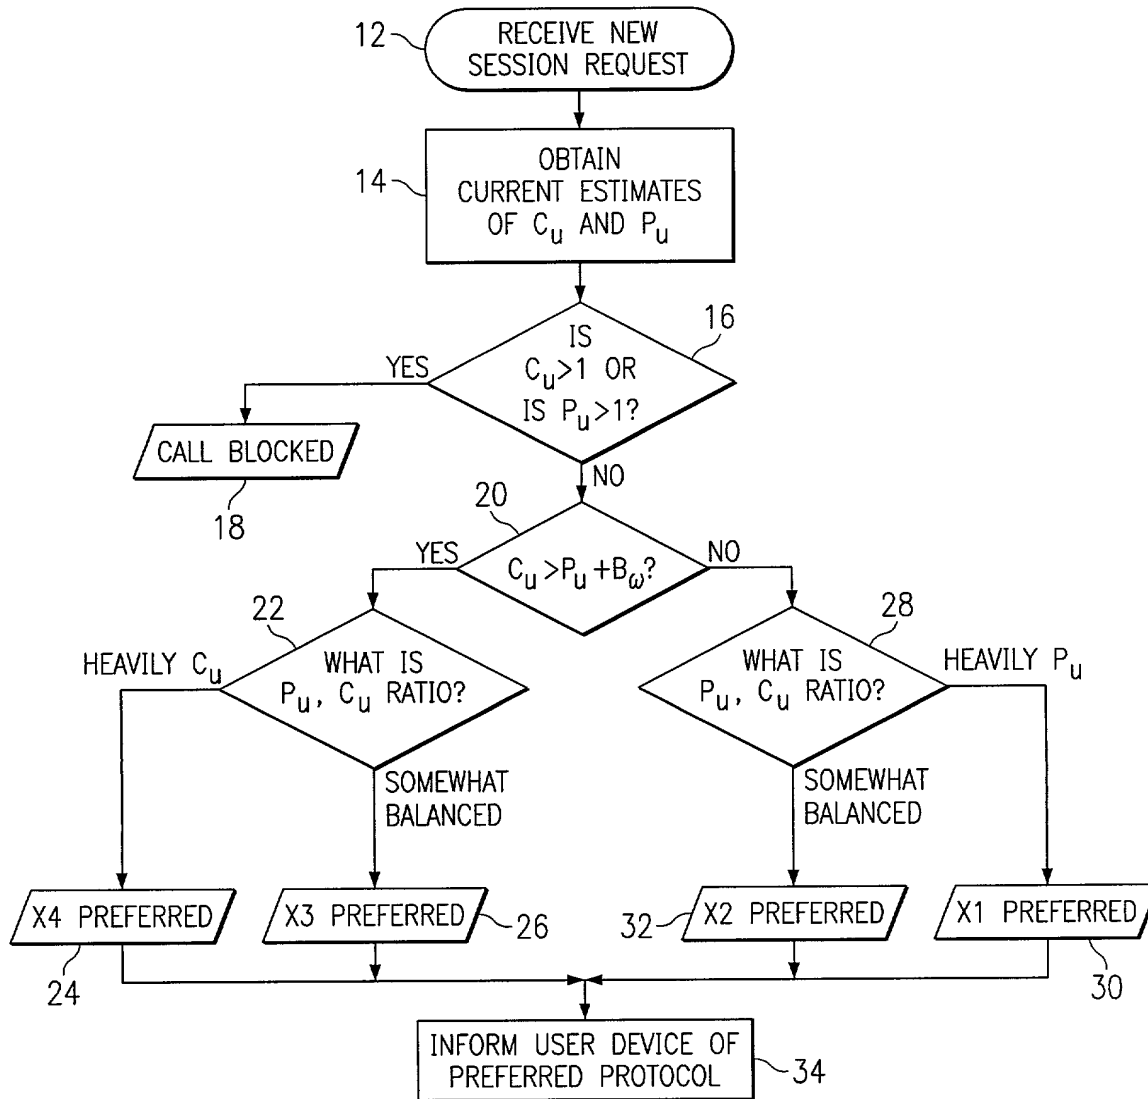 12
RECEIVE NEW
SESSION REQUEST
14
OBTAIN
CURRENT ESTIMATES
OF Cu AND Pu
16
IS
Cu>1 OR
IS Pu>1?
YES
CALL BLOCKED
18
NO
20
YES
Cu>Pu+Bω?
NO
22
HEAVILY Cu
WHAT IS
Pu, Cu RATIO?
SOMEWHAT
BALANCED
28
WHAT IS
Pu, Cu RATIO?
HEAVILY Pu
SOMEWHAT
BALANCED
X4 PREFERRED
24
X3 PREFERRED
26
32
X2 PREFERRED
X1 PREFERRED
30
INFORM USER DEVICE OF
PREFERRED PROTOCOL
34